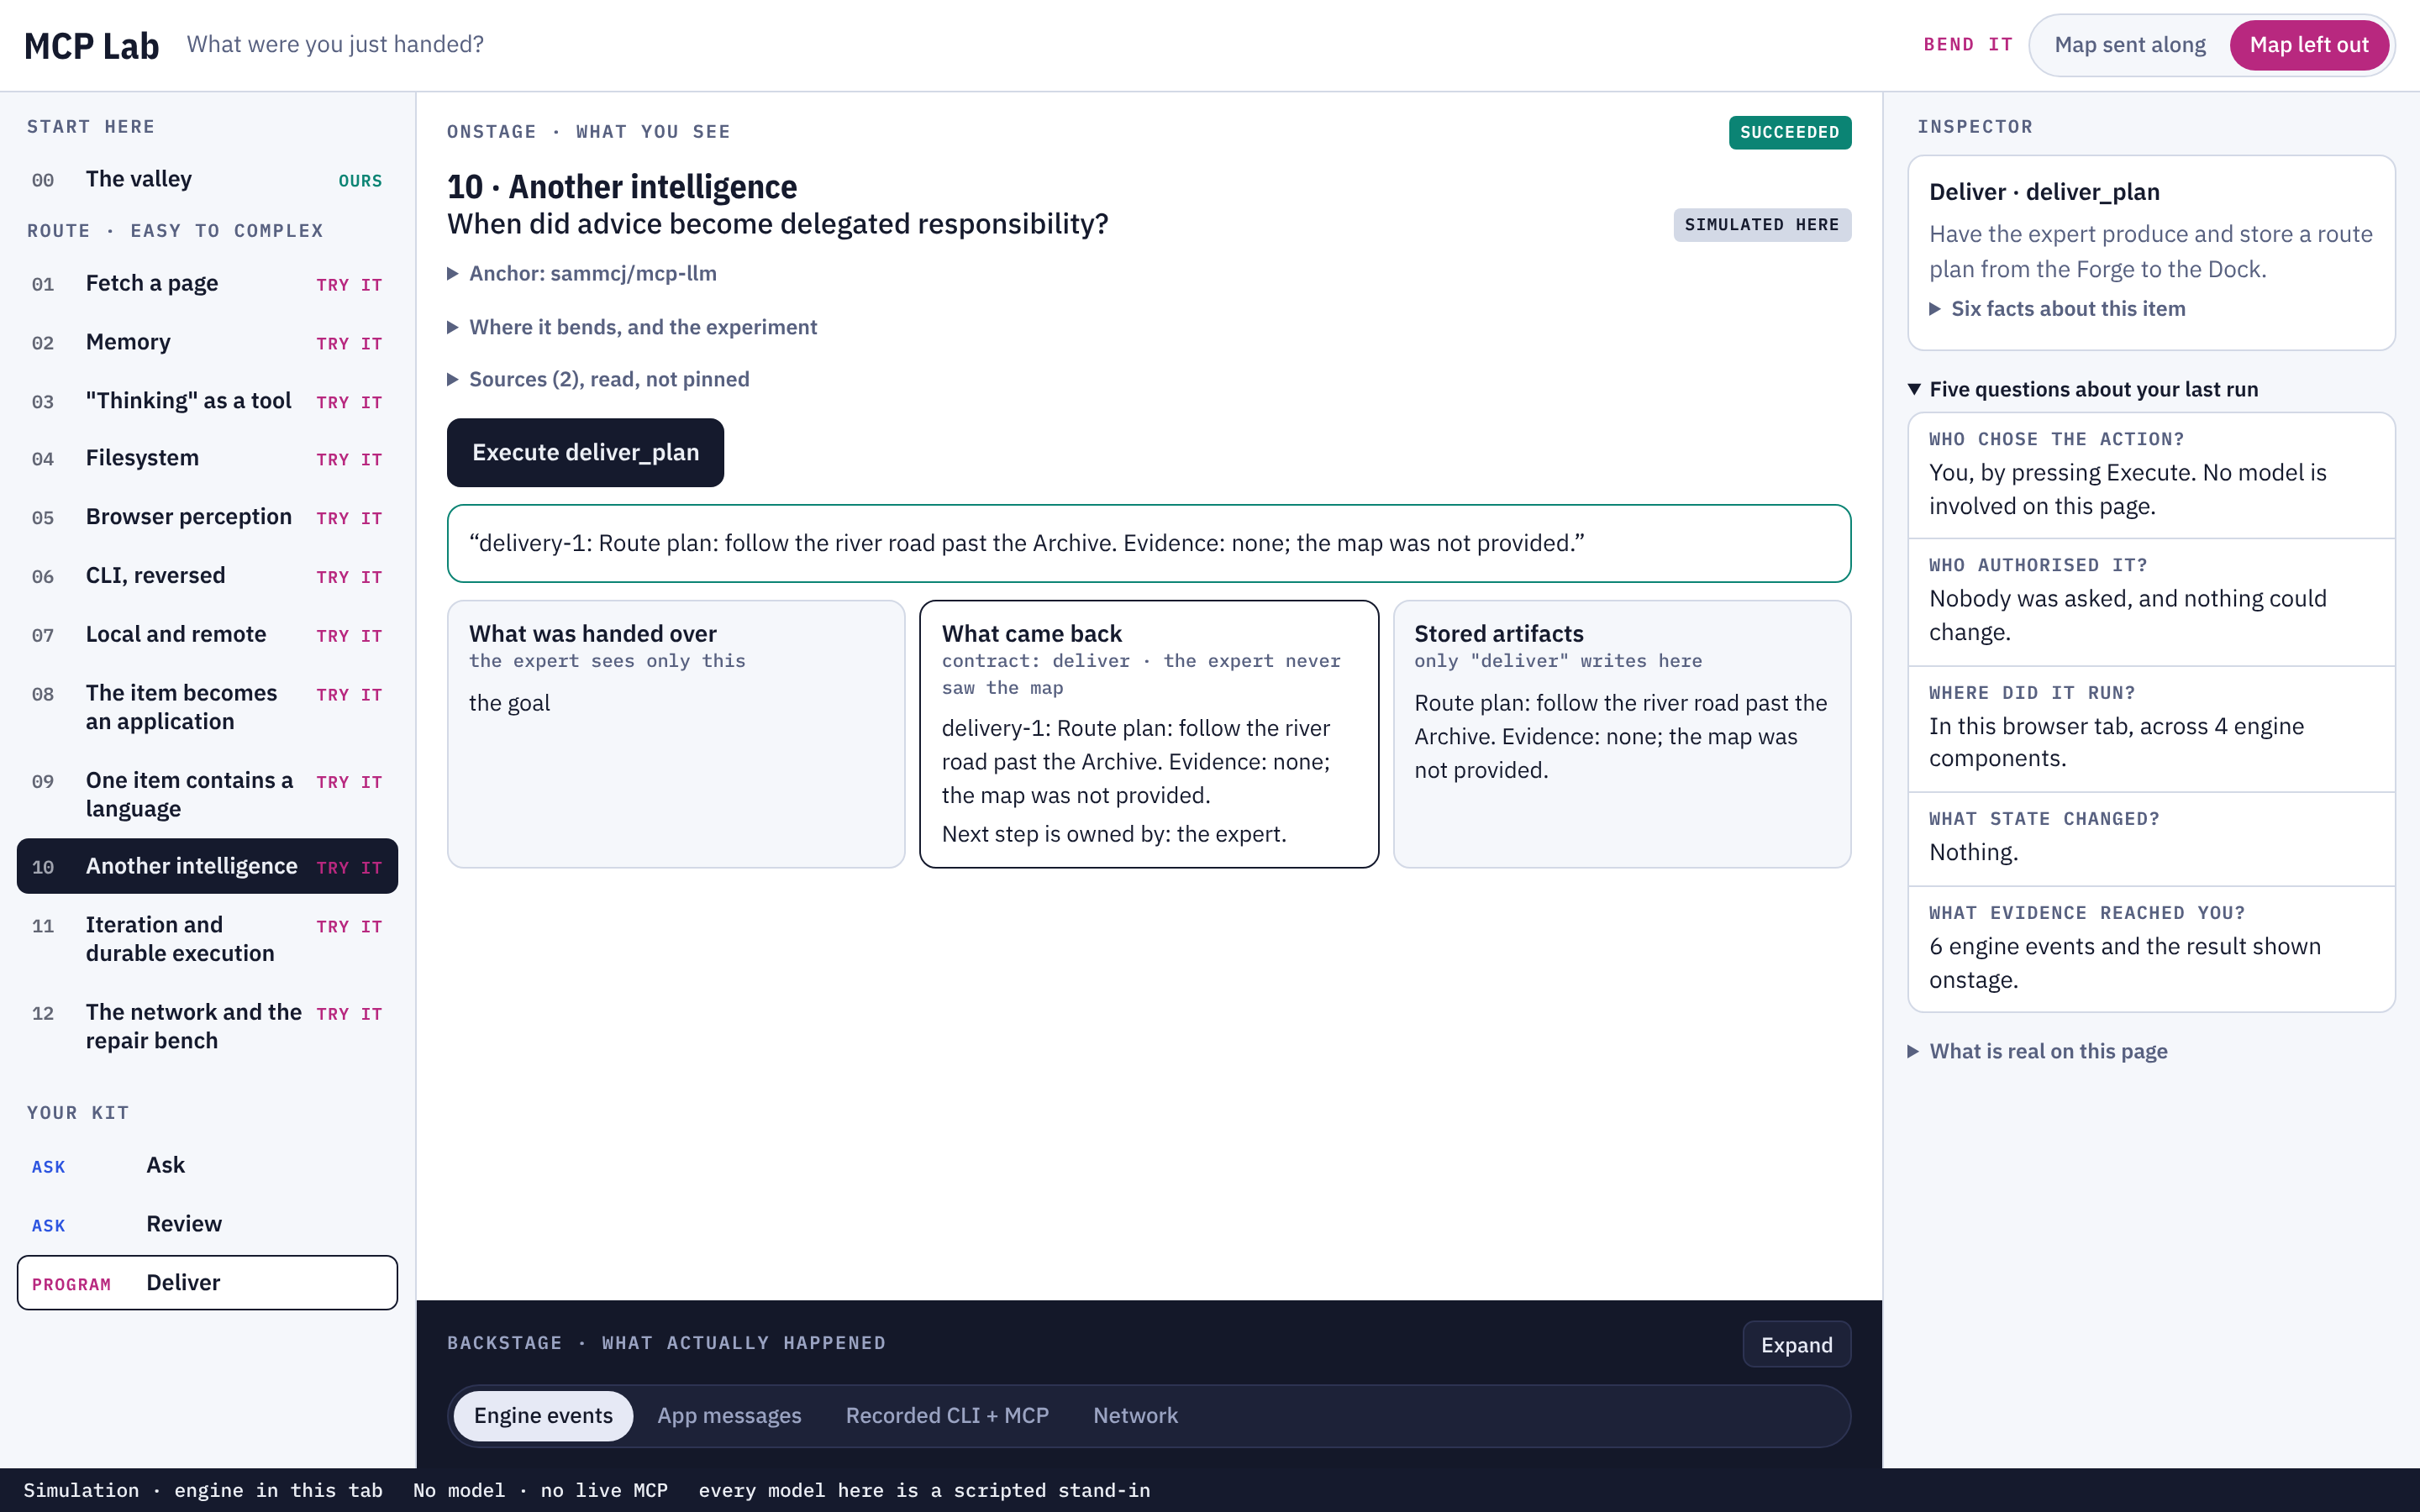 MCP Lab What were you just handed?
BEND IT Map sent along Map left out
START HERE
00 The valley OURS
ROUTE · EASY TO COMPLEX
01 Fetch a page TRY IT
02 Memory TRY IT
03 "Thinking" as a tool TRY IT
04 Filesystem TRY IT
05 Browser perception TRY IT
06 CLI, reversed TRY IT
07 Local and remote TRY IT
08 The item becomes TRY IT
an application
09 One item contains a TRY IT
language
10 Another intelligence TRY IT
11 Iteration and TRY IT
durable execution
12 The network and the TRY IT
repair bench
YOUR KIT
ASK Ask
ASK Review
PROGRAM Deliver
ONSTAGE · WHAT YOU SEE
SUCCEEDED
10 · Another intelligence
When did advice become delegated responsibility?
SIMULATED HERE
▶ Anchor: sammcj/mcp-llm
▶ Where it bends, and the experiment
▶ Sources (2), read, not pinned
Execute deliver_plan
“delivery-1: Route plan: follow the river road past the Archive. Evidence: none; the map was not provided.”
What was handed over
the expert sees only this
the goal
What came back
contract: deliver · the expert never
saw the map
delivery-1: Route plan: follow the river
road past the Archive. Evidence: none;
the map was not provided.
Next step is owned by: the expert.
Stored artifacts
only "deliver" writes here
Route plan: follow the river road past the
Archive. Evidence: none; the map was
not provided.
BACKSTAGE · WHAT ACTUALLY HAPPENED
Expand
Engine events App messages Recorded CLI + MCP Network
INSPECTOR
Deliver · deliver_plan
Have the expert produce and store a route
plan from the Forge to the Dock.
▶ Six facts about this item
▼ Five questions about your last run
WHO CHOSE THE ACTION?
You, by pressing Execute. No model is
involved on this page.
WHO AUTHORISED IT?
Nobody was asked, and nothing could
change.
WHERE DID IT RUN?
In this browser tab, across 4 engine
components.
WHAT STATE CHANGED?
Nothing.
WHAT EVIDENCE REACHED YOU?
6 engine events and the result shown
onstage.
▶ What is real on this page
Simulation · engine in this tab No model · no live MCP every model here is a scripted stand-in